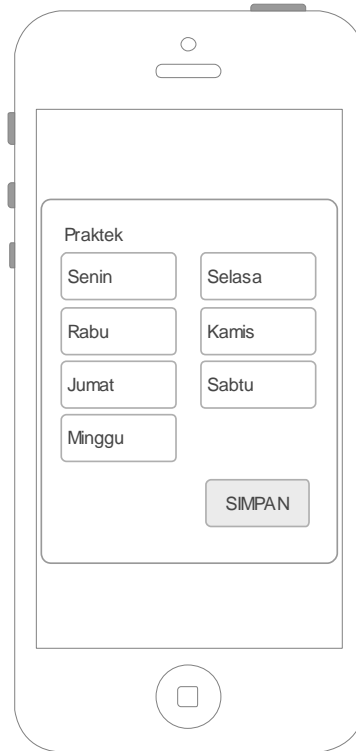 Praktek
Senin Selasa
Rabu Kamis
Jumat Sabtu
Minggu
SIMPAN